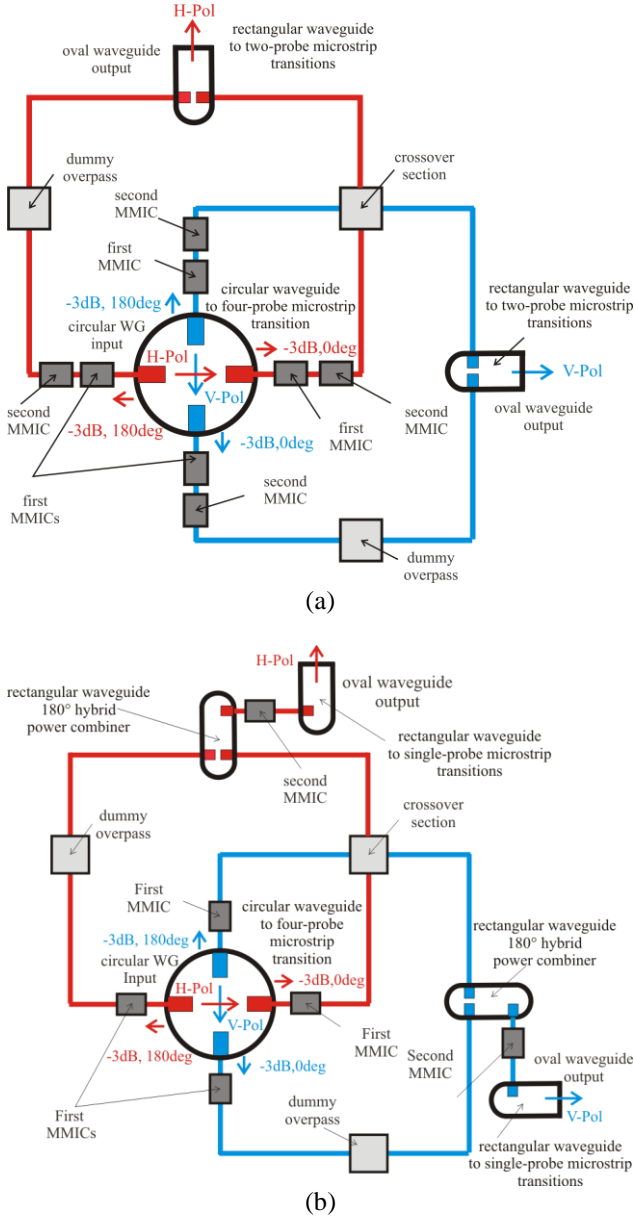 H-Pol
rectangular waveguide
to two-probe microstrip
transitions
oval waveguide
output
dummy
overpass
crossover
section
second
MMIC
first
MMIC
circular waveguide
to four-probe microstrip
transition
-3dB, 180deg
rectangular waveguide
to two-probe microstrip
transitions
circular WG
input
H-Pol
-3dB,0deg
V-Pol
V-Pol
oval waveguide
output
second
MMIC
-3dB, 180deg
-3dB,0deg
first
MMIC
second
MMIC
first
MMICs
second
MMIC
dummy
overpass
(a)
H-Pol
oval waveguide
output
rectangular waveguide
180° hybrid
power combiner
rectangular waveguide
to single-probe microstrip
transitions
second
MMIC
dummy
overpass
crossover
section
First
MMIC
circular waveguide
to four-probe
microstrip
transition
-3dB, 180deg
rectangular waveguide
180° hybrid
power combiner
circular WG
Input
H-Pol
-3dB,0deg
V-Pol
First
MMIC
-3dB, 180deg
-3dB,0deg
Second
MMIC
oval waveguide
output
V-Pol
First
MMICs
dummy
overpass
rectangular waveguide
to single-probe microstrip
transitions
(b)